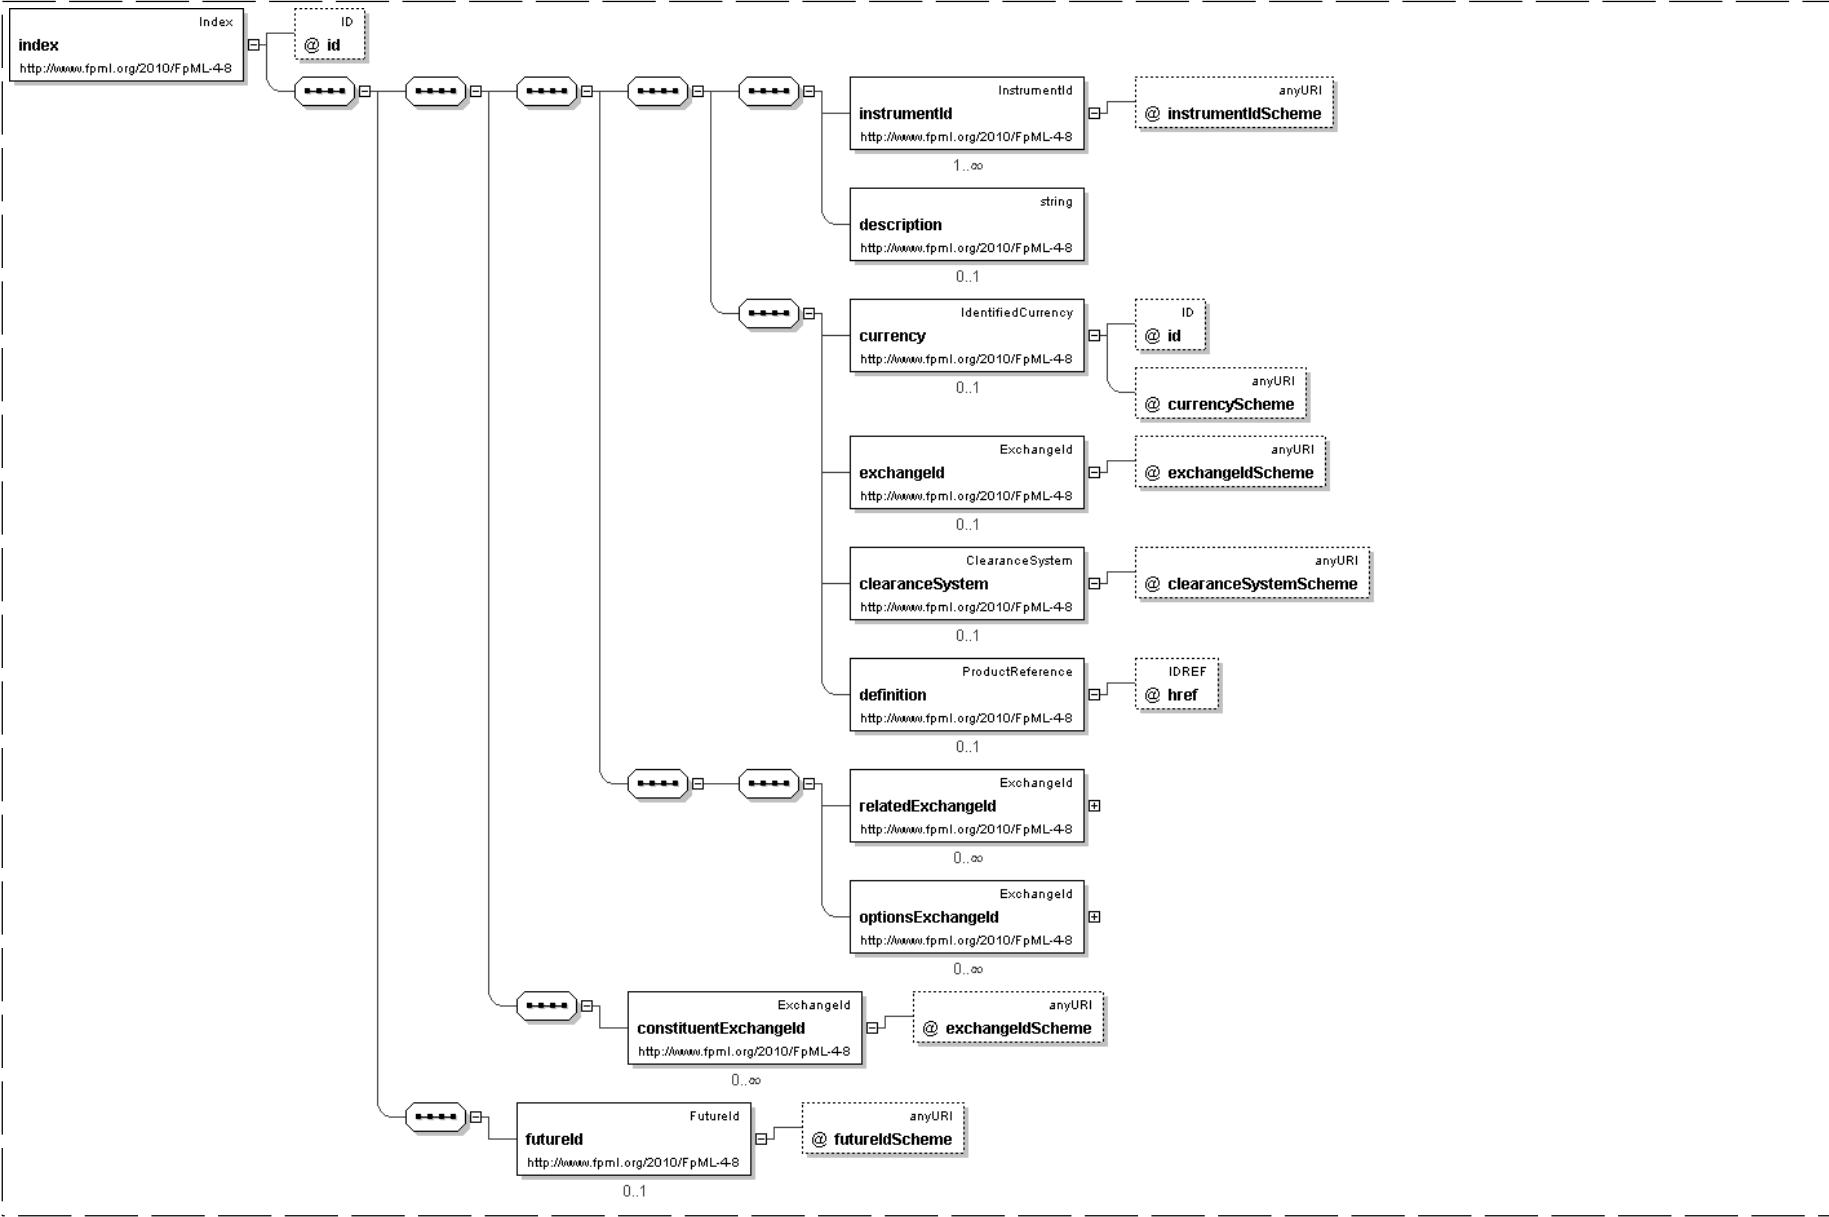 Index
index
http://www.fpml.org/2010/FpML-4-8
ID
@ id
InstrumentId
instrumentId
http://www.fpml.org/2010/FpML-4-8
1..∞
anyURI
@ instrumentIdScheme
string
description
http://www.fpml.org/2010/FpML-4-8
0..1
IdentifiedCurrency
currency
http://www.fpml.org/2010/FpML-4-8
0..1
ID
@ id
anyURI
@ currencyScheme
ExchangeId
exchangeId
http://www.fpml.org/2010/FpML-4-8
0..1
anyURI
@ exchangeIdScheme
ClearanceSystem
clearanceSystem
http://www.fpml.org/2010/FpML-4-8
0..1
anyURI
@ clearanceSystemScheme
ProductReference
definition
http://www.fpml.org/2010/FpML-4-8
0..1
IDREF
@ href
ExchangeId
relatedExchangeId
http://www.fpml.org/2010/FpML-4-8
0..∞
ExchangeId
optionsExchangeId
http://www.fpml.org/2010/FpML-4-8
0..∞
ExchangeId
constituentExchangeId
http://www.fpml.org/2010/FpML-4-8
0..∞
anyURI
@ exchangeIdScheme
FutureId
futureId
http://www.fpml.org/2010/FpML-4-8
0..1
anyURI
@ futureIdScheme